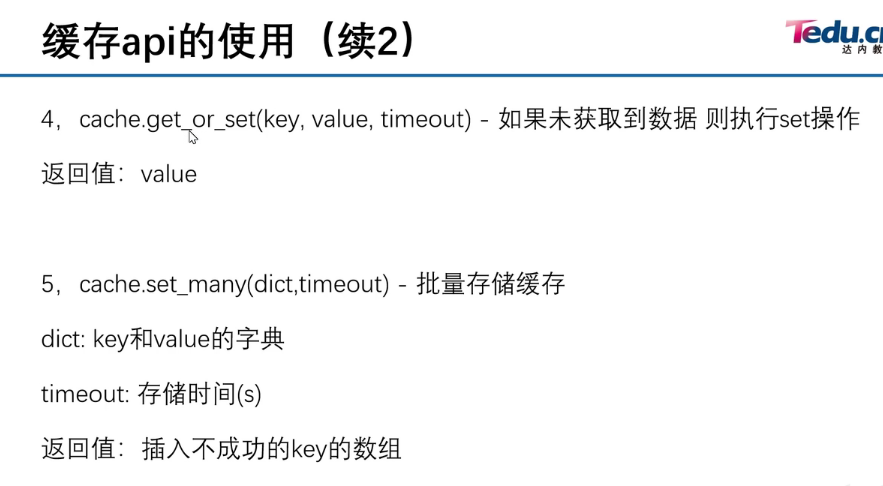 缓存api的使用（续2）
Tedu.c
达内教
4，cache.get_or_set(key, value, timeout) - 如果未获取到数据 则执行set操作
返回值：value
5，cache.set_many(dict,timeout) - 批量存储缓存
dict: key和value的字典
timeout: 存储时间(s)
返回值：插入不成功的key的数组